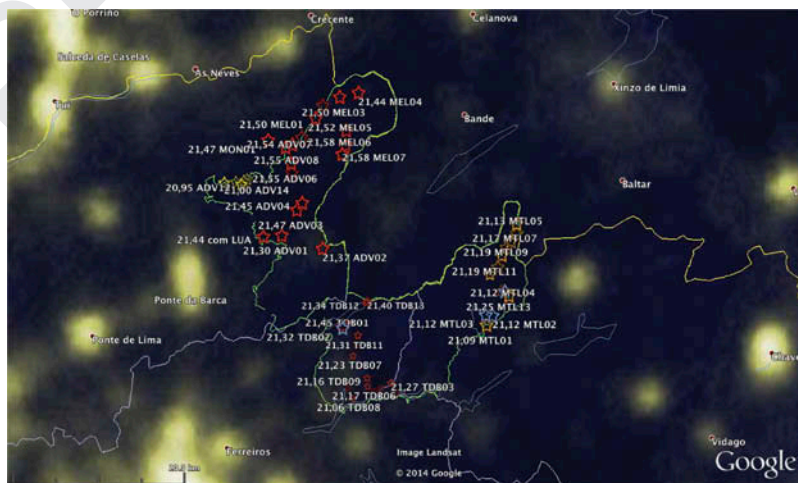 O Porriño
Crecente
Celanova
Salceda de Caselas
As Neves
Tui
Xinzo de Limia
21,44 MEL04
21,50 MEL03
Bande
21,50 MEL01
21,52 MEL05
21,47 MON01
21,54 ADV07
21,58 MEL06
21,55 ADV08
21,58 MEL07
21,55 ADV06
20,95
21,00 ADV14
Baltar
21,45 ADV04
21,13 MTL05
21,47 ADV03
21,17 MTL07
21,44 com LUA
21,19 MTL09
21,30 ADV01
21,37 ADV02
21,19 MTL11
21,12 MTL04
Ponte da Barca
21,34 TDB12
21,40 TDB13
21,25 MTL13
21,45 TDB01
21,12 MTL03
21,12 MTL02
Ponte de Lima
21,32 TDB02
21,09 MTL01
21,31 TDB11
Chaves
21,23 TDB07
21,16 TDB09
21,27 TDB03
21,17 TDB06
21,06 TDB08
Ferreiros
Image Landsat
Vidago
© 2014 Google
Google